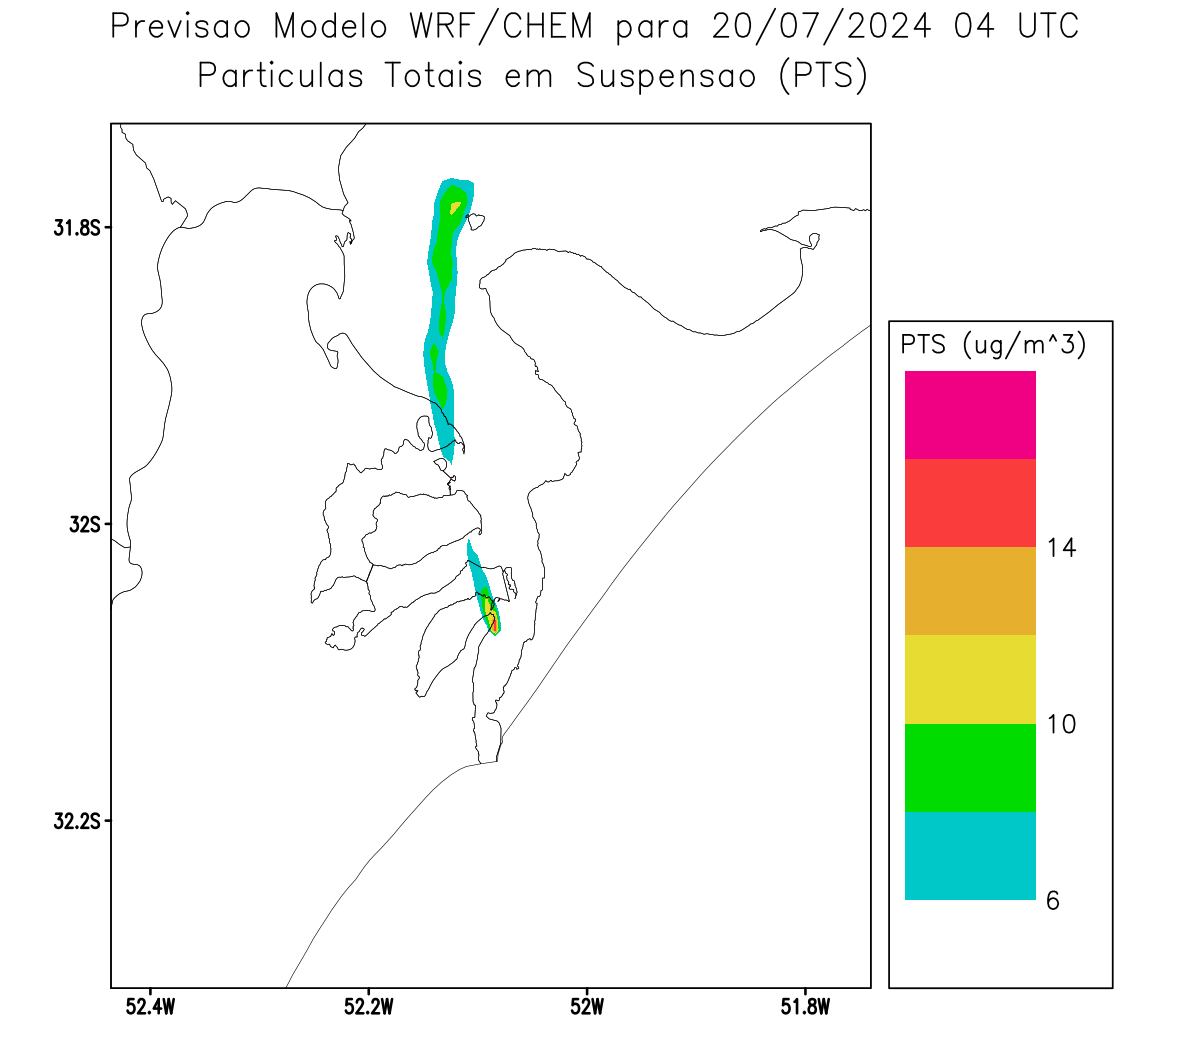 Previsao Modelo WRF/CHEM para 20/07/2024 04 UTC
Particulas Totais em Suspensao (PTS)
31.8S
32S
32.2S
52.4W
52.2W
52W
51.8W
PTS (ug/m^3)
14
10
6